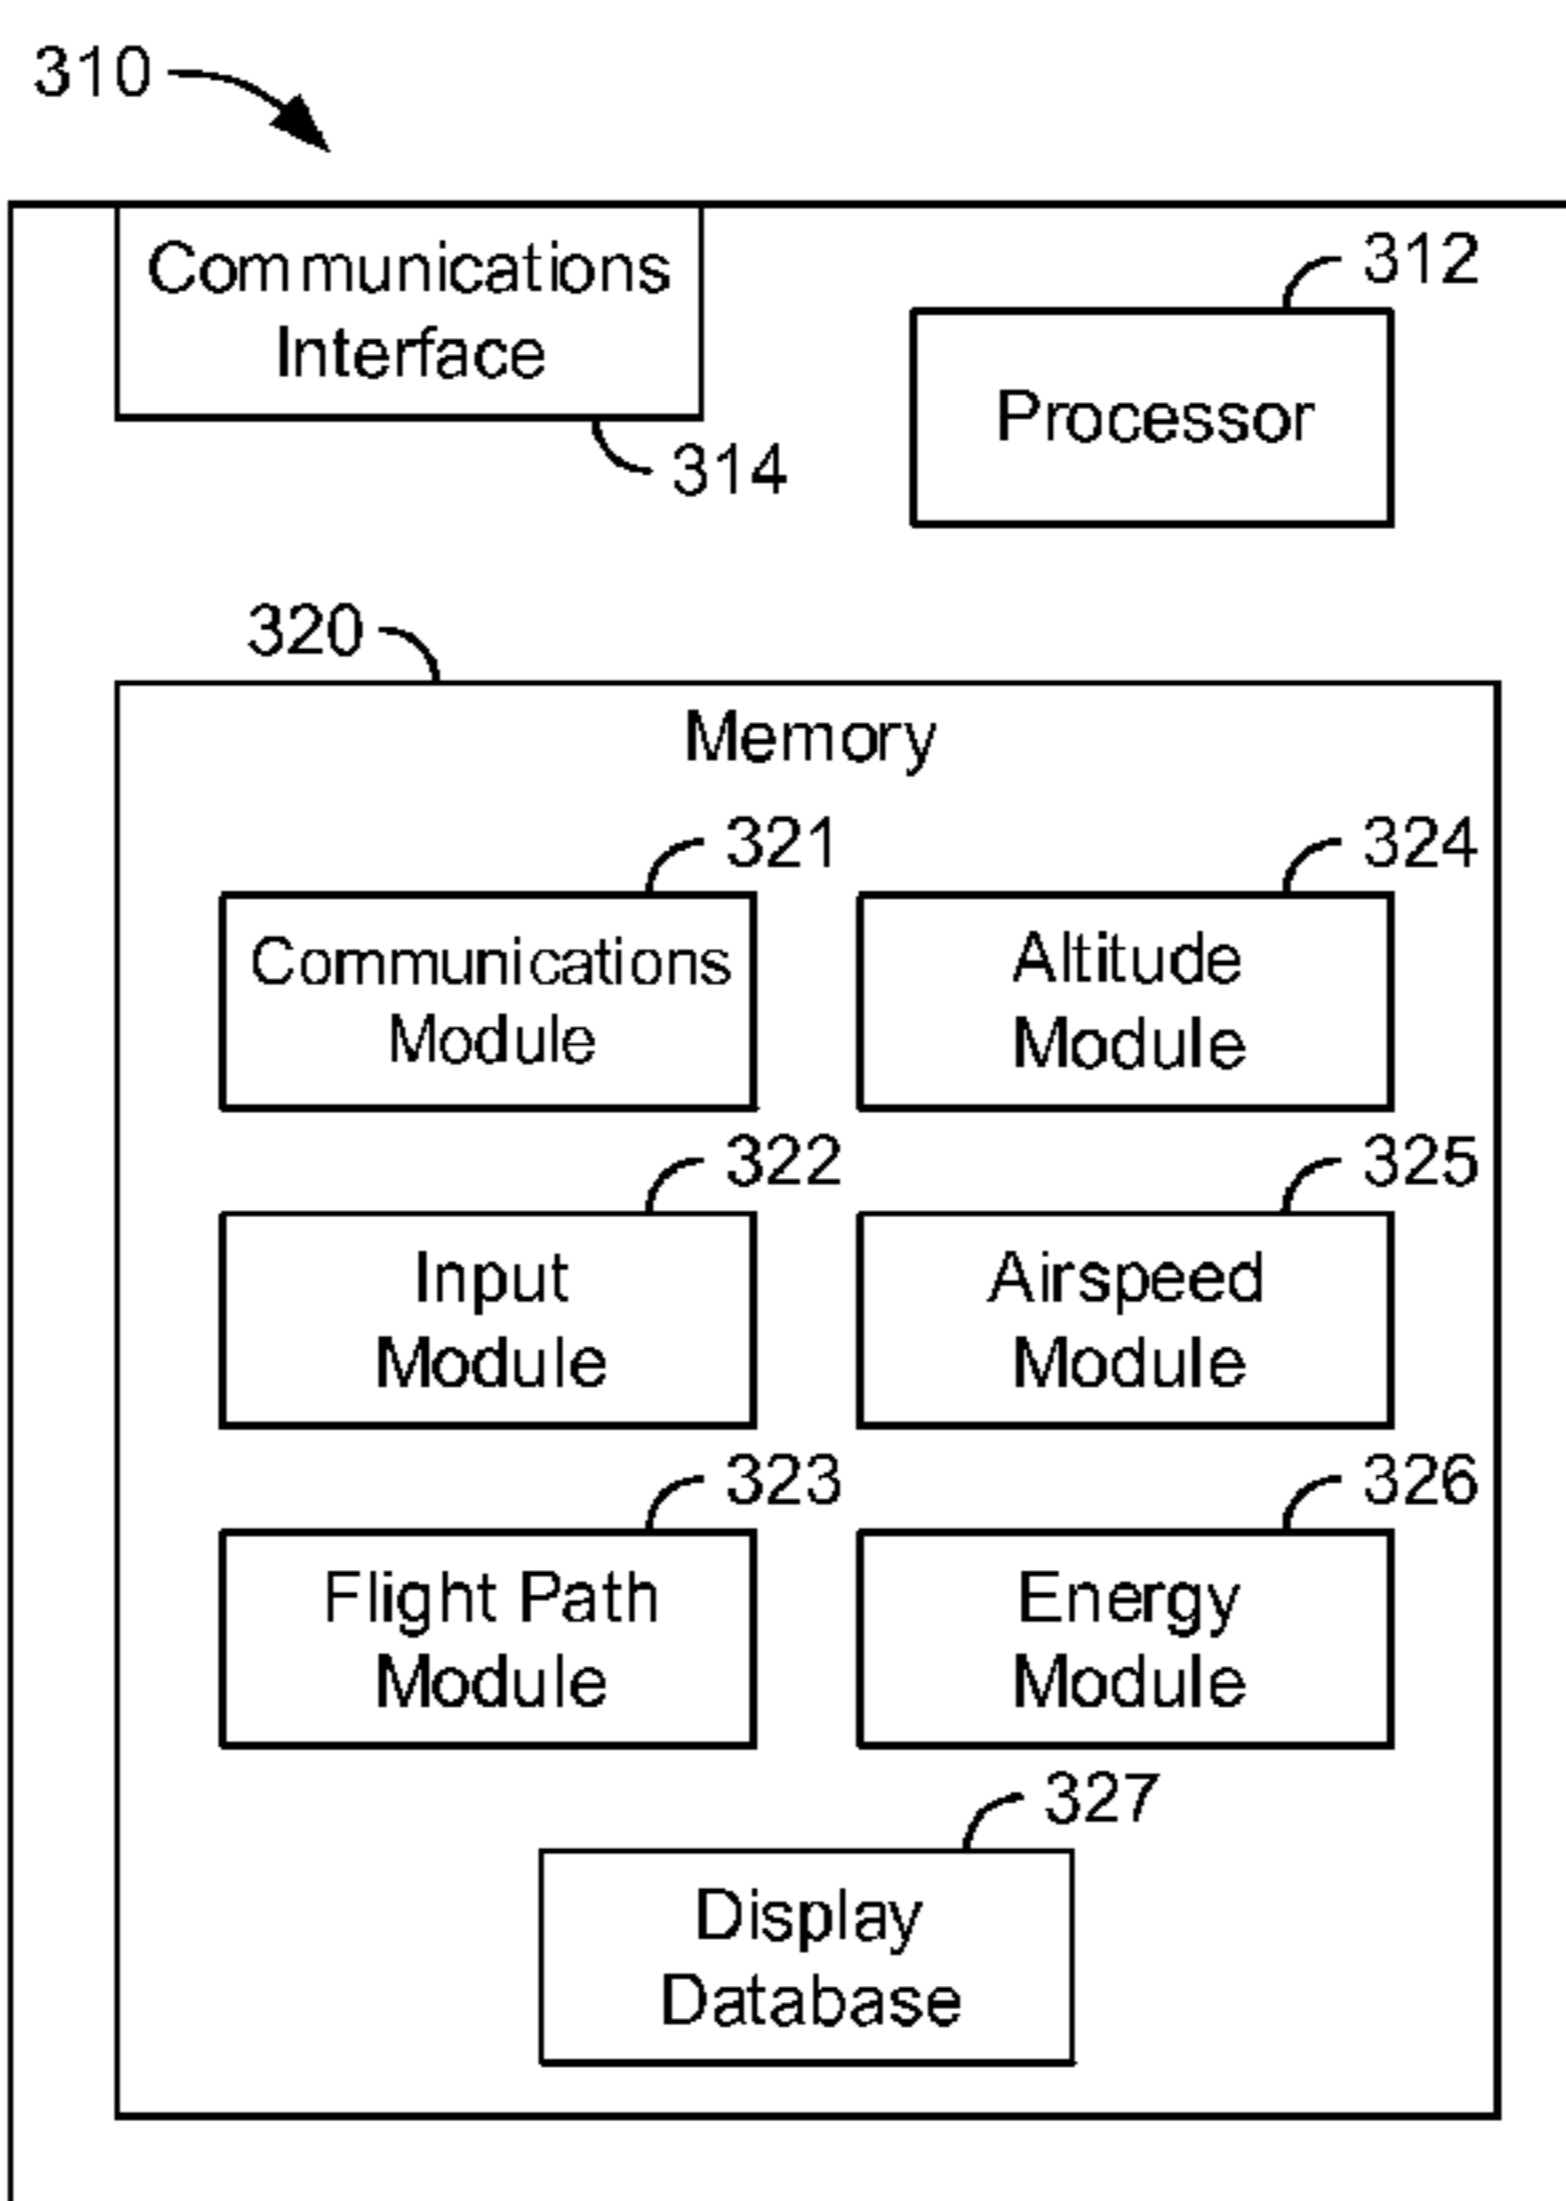 310
Communications
Interface
314
312
Processor
320
Memory
321
Communications
Module
324
Altitude
Module
322
Input
Module
325
Airspeed
Module
323
Flight Path
Module
326
Energy
Module
327
Display
Database